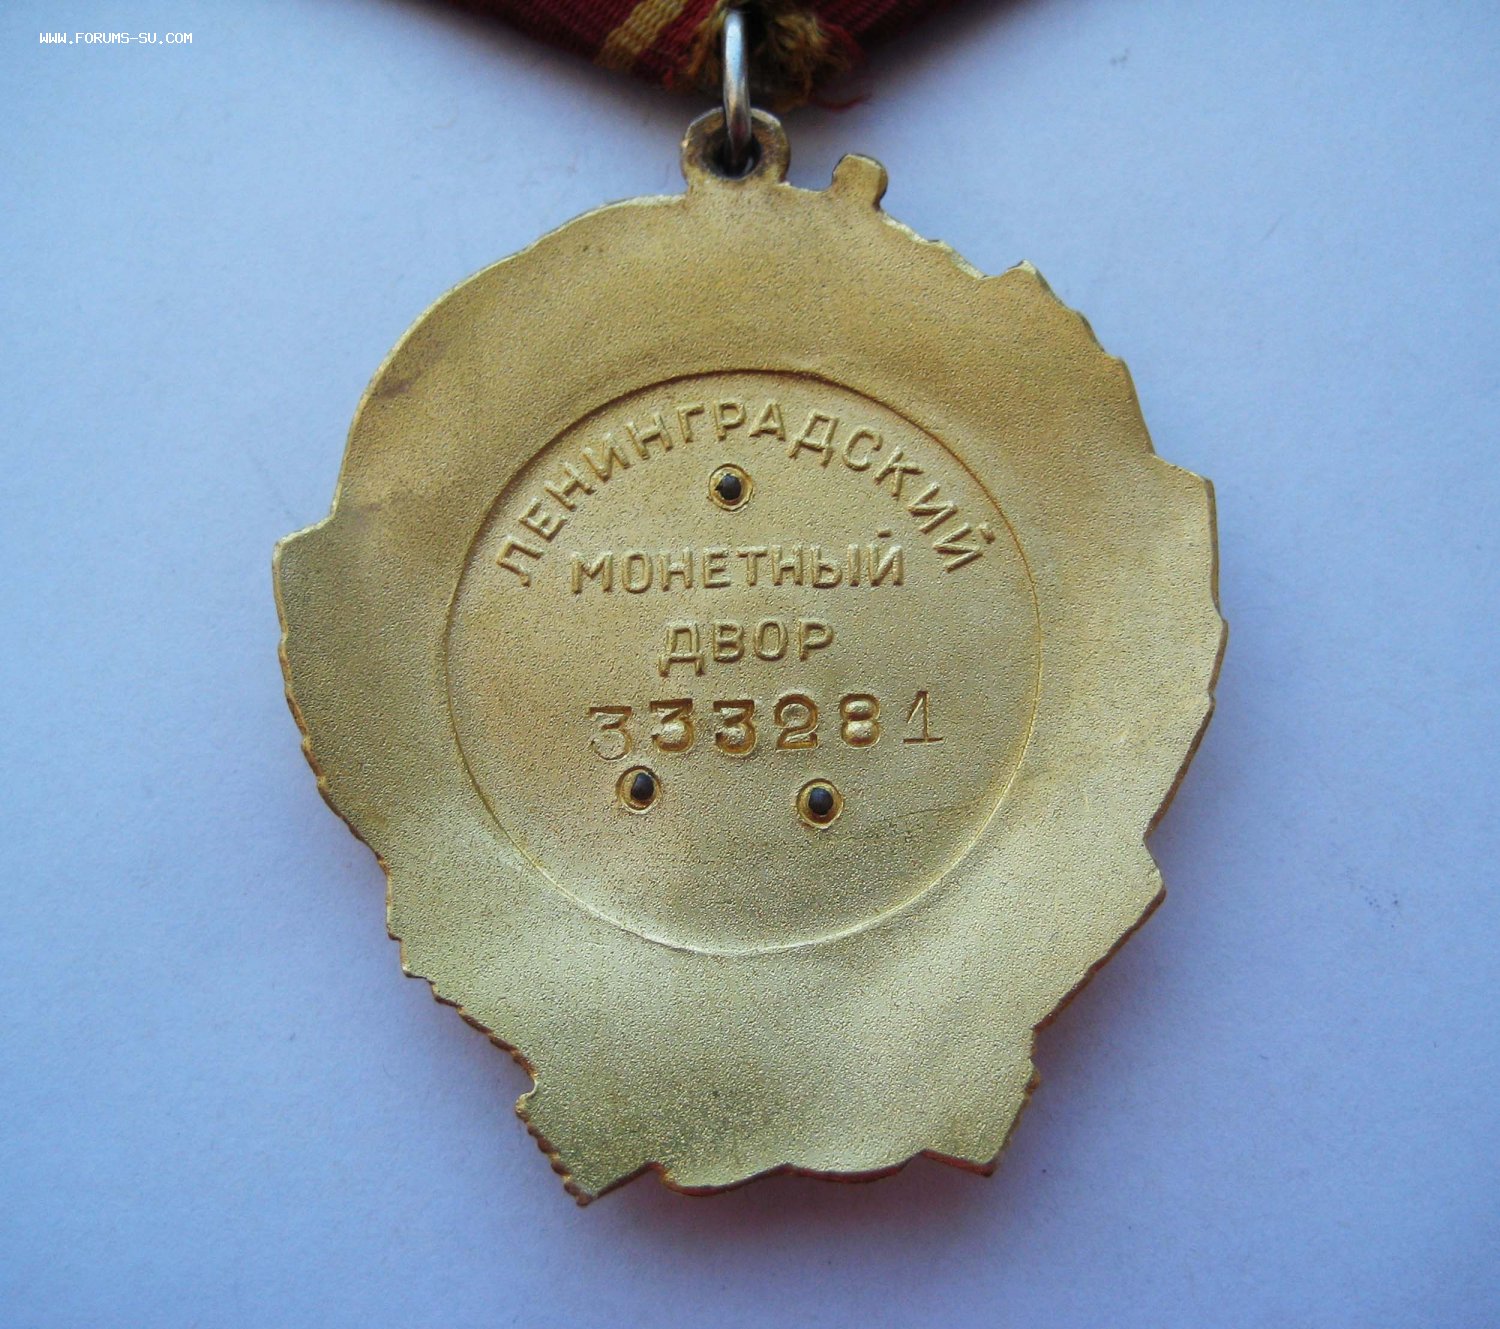 WWW.FORUMS-SU.COM
ЛЕНИНГРАДСКИЙ
МОНЕТНЫЙ
ДВОР
333281